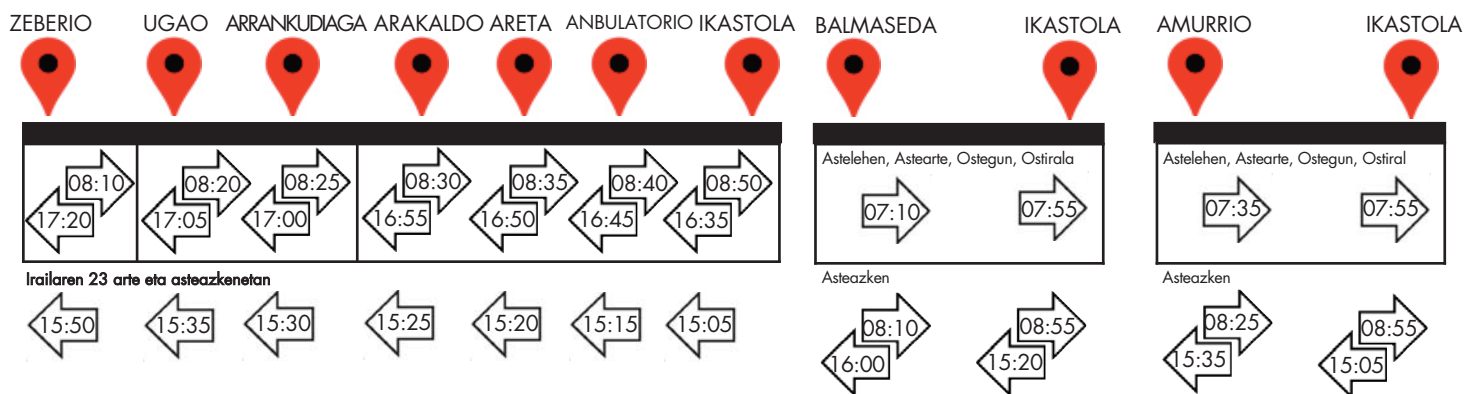 ZEBERIO UGAO ARRANKUDIAGA ARAKALDO ARETA ANBULATORIO IKASTOLA
08:10 08:20 08:25 08:30 08:35 08:40 08:50
17:20 17:05 17:00 16:55 16:50 16:45 16:35
Irailaren 23 arte eta asteazkenetan
15:50 15:35 15:30 15:25 15:20 15:15 15:05
BALMASEDA IKASTOLA
Astelehen, Astearte, Ostegun, Ostirala
07:10 07:55
Asteazken
08:10 08:55
16:00 15:20
AMURRIO IKASTOLA
Astelehen, Astearte, Ostegun, Ostiral
07:35 07:55
Asteazken
08:25 08:55
15:35 15:05